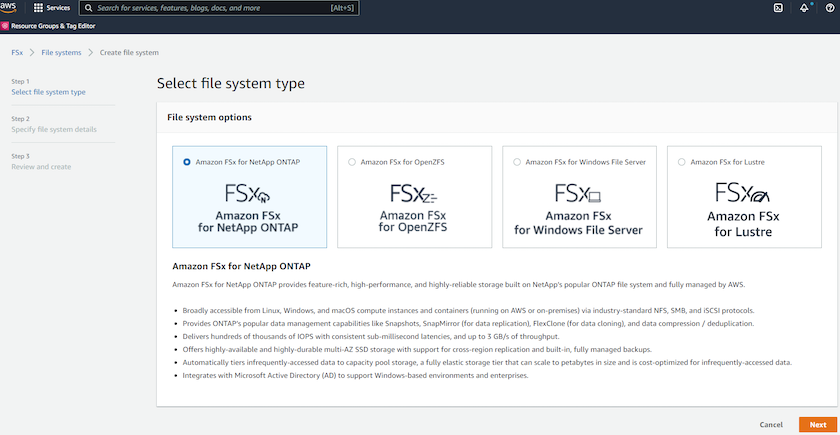 aws
Services
Search for services, features, blogs, docs, and more
[Alt+S]
Resource Groups & Tag Editor
FSx
File systems
Create file system
Step 1
Select file system type
Step 2
Specify file system details
Step 3
Review and create
Select file system type
File system options
Amazon FSx for NetApp ONTAP
FSx
Amazon FSx
for NetApp ONTAP
Amazon FSx for OpenZFS
FSx
Amazon FSx
for OpenZFS
Amazon FSx for Windows File Server
FSx
Amazon FSx
for Windows File Server
Amazon FSx for Lustre
FSx
Amazon FSx
for Lustre
Amazon FSx for NetApp ONTAP
Amazon FSx for NetApp ONTAP provides feature-rich, high-performance, and highly-reliable storage built on NetApp's popular ONTAP file system and fully managed by AWS.
• Broadly accessible from Linux, Windows, and macOS compute instances and containers (running on AWS or on-premises) via industry-standard NFS, SMB, and iSCSI protocols.
• Provides ONTAP's popular data management capabilities like Snapshots, SnapMirror (for data replication), FlexClone (for data cloning), and data compression / deduplication.
• Delivers hundreds of thousands of IOPS with consistent sub-millisecond latencies, and up to 3 GB/s of throughput.
• Offers highly-available and highly-durable multi-AZ SSD storage with support for cross-region replication and built-in, fully managed backups.
• Automatically tiers infrequently-accessed data to capacity pool storage, a fully elastic storage tier that can scale to petabytes in size and is cost-optimized for infrequently-accessed data.
• Integrates with Microsoft Active Directory (AD) to support Windows-based environments and enterprises.
Cancel
Next